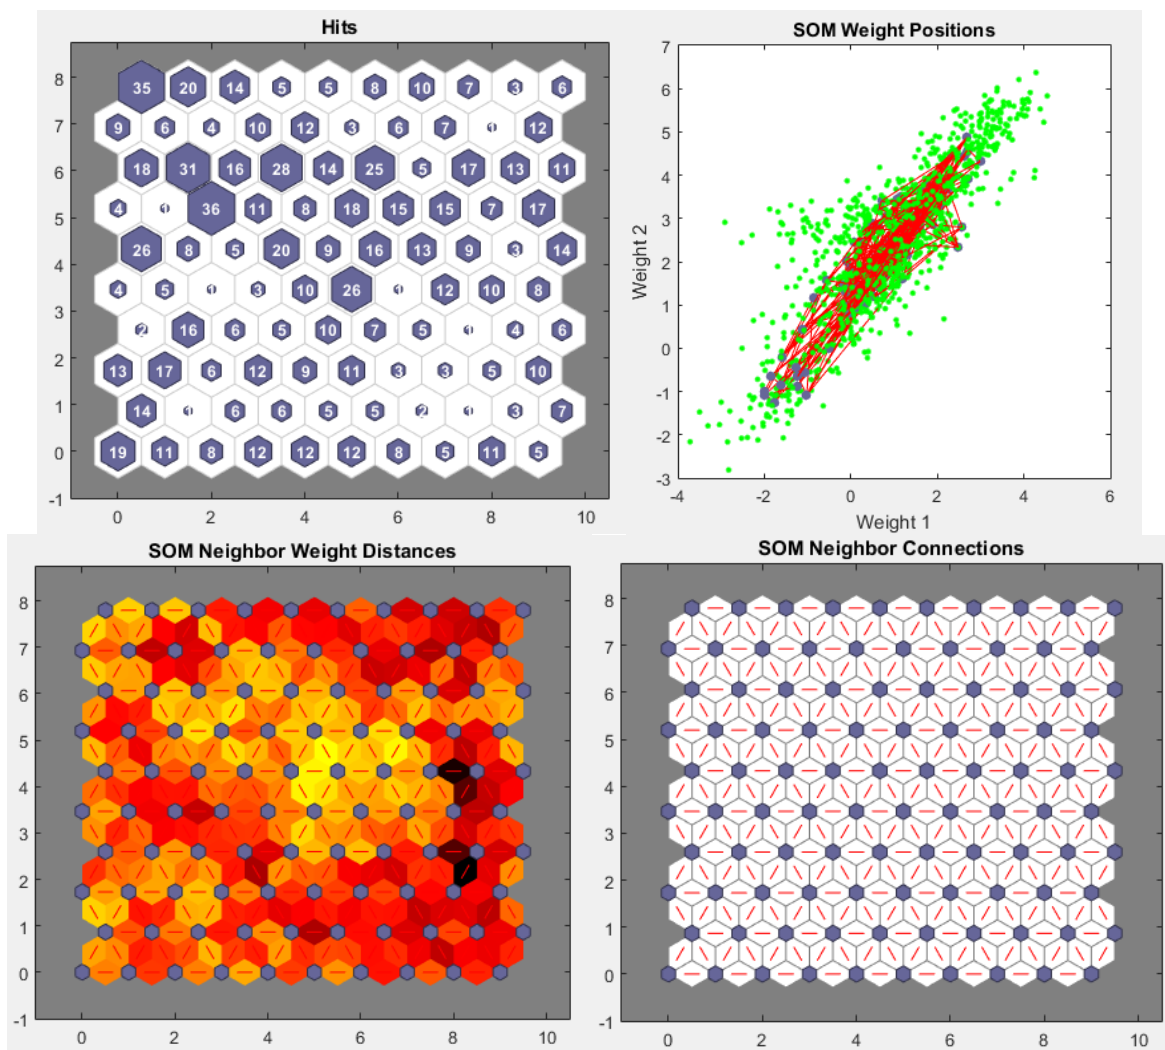 Hits
8 35 20 14 5 5 8 10 7 3 6
7 9 6 4 10 12 3 6 7 1 12
6 18 31 16 28 14 25 5 17 13 11
5 4 1 36 11 8 18 15 15 7 17
4 26 8 5 20 9 16 13 9 3 14
3 4 5 1 3 10 26 1 12 10 8
2 16 6 5 10 7 5 1 4 6
2 13 17 6 12 9 11 3 3 5 10
1 14 1 6 6 5 5 2 1 3 7
0 19 11 8 12 12 12 8 5 11 5
-1
0 2 4 6 8 10
SOM Weight Positions
7
6
5
4
3
2
1
0
-1
-2
-3
Weight 2
-4 -2 0 2 4 6
Weight 1
SOM Neighbor Weight Distances
8
7
6
5
4
3
2
1
0
-1
0 2 4 6 8 10
SOM Neighbor Connections
8
7
6
5
4
3
2
1
0
-1
0 2 4 6 8 10